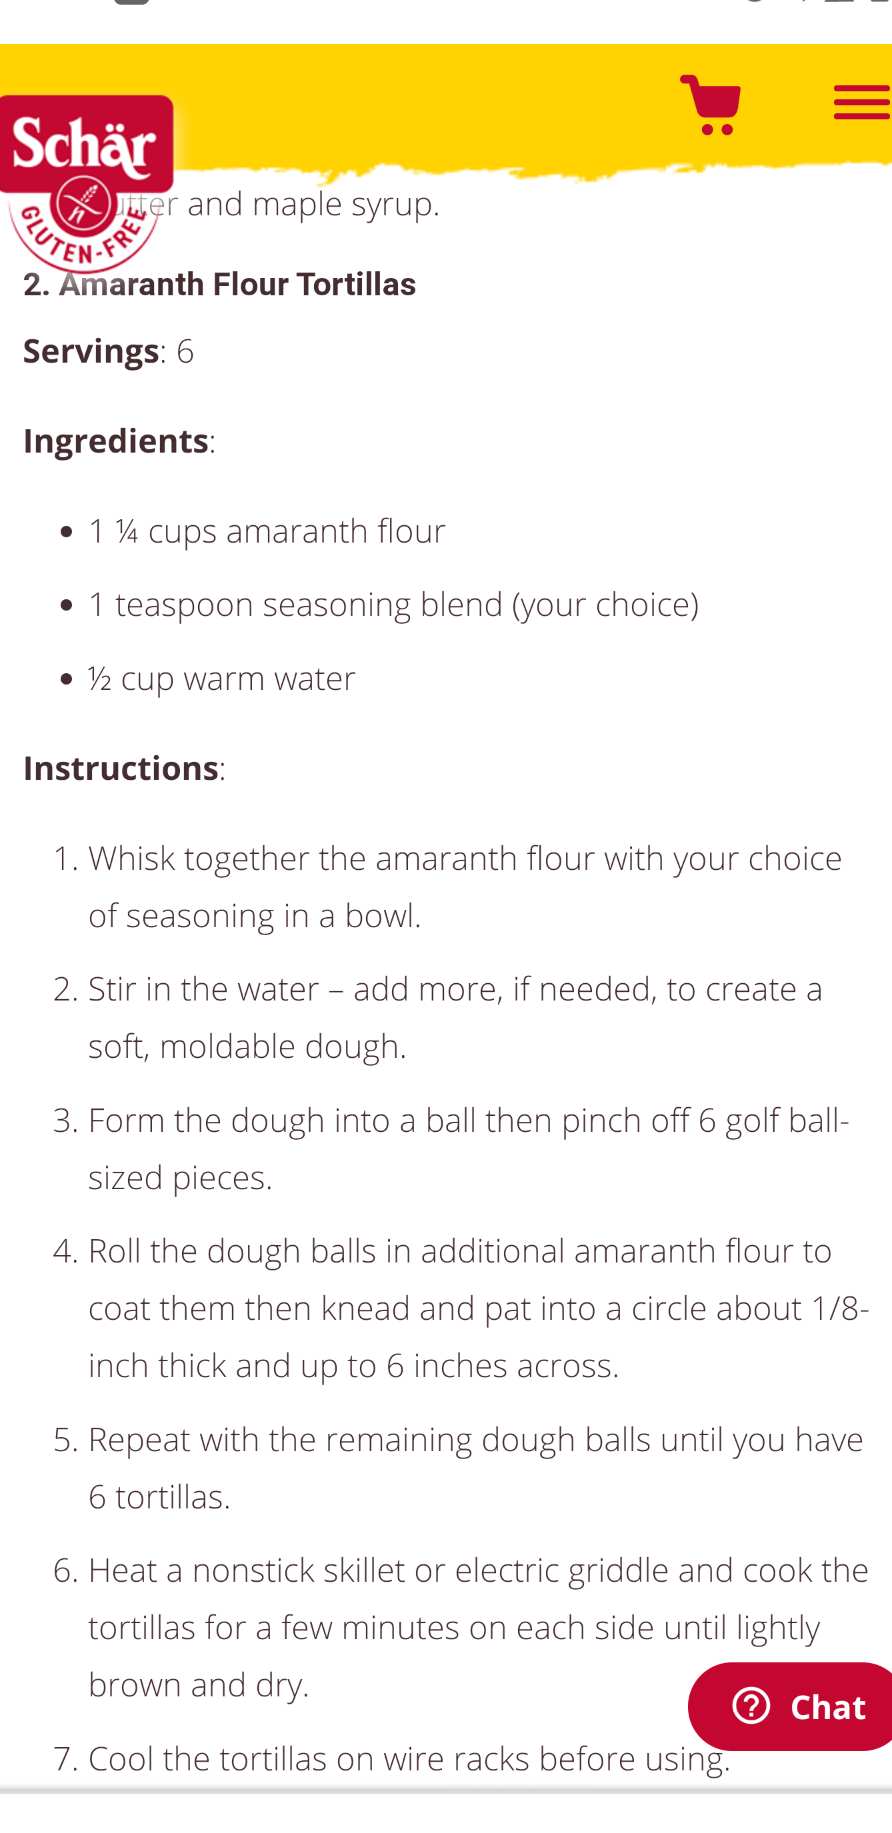 Schär
GLUTEN-FREE
and maple syrup.
2. Amaranth Flour Tortillas
Servings: 6
Ingredients:
• 1 ¼ cups amaranth flour
• 1 teaspoon seasoning blend (your choice)
• ½ cup warm water
Instructions:
1. Whisk together the amaranth flour with your choice
of seasoning in a bowl.
2. Stir in the water – add more, if needed, to create a
soft, moldable dough.
3. Form the dough into a ball then pinch off 6 golf ball-
sized pieces.
4. Roll the dough balls in additional amaranth flour to
coat them then knead and pat into a circle about 1/8-
inch thick and up to 6 inches across.
5. Repeat with the remaining dough balls until you have
6 tortillas.
6. Heat a nonstick skillet or electric griddle and cook the
tortillas for a few minutes on each side until lightly
brown and dry.
Chat
7. Cool the tortillas on wire racks before using.